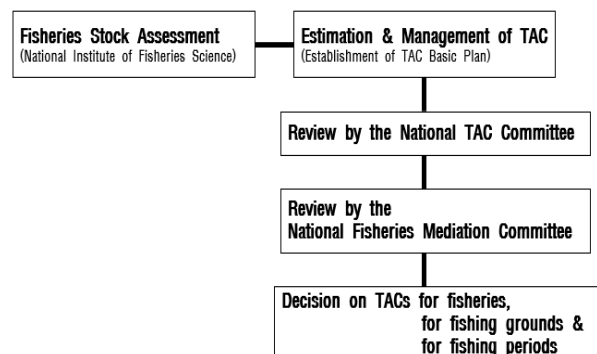 Fisheries Stock Assessment
(National Institute of Fisheries Science)
Estimation & Management of TAC
(Establishment of TAC Basic Plan)
Review by the National TAC Committee
Review by the
National Fisheries Mediation Committee
Decision on TACs for fisheries,
for fishing grounds &
for fishing periods